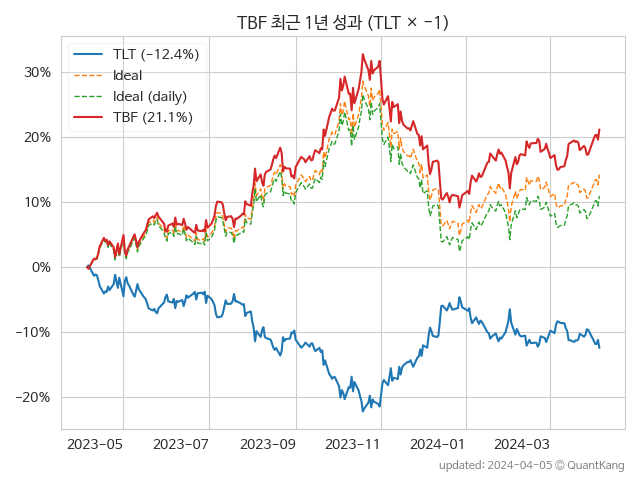 TBF 최근 1년 성과 (TLT × −1)
TLT (−12.4%)
Ideal
Ideal (daily)
TBF (21.1%)
30%
20%
10%
0%
−10%
−20%
2023-05 2023-07 2023-09 2023-11 2024-01 2024-03
updated: 2024-04-05 © QuantKang